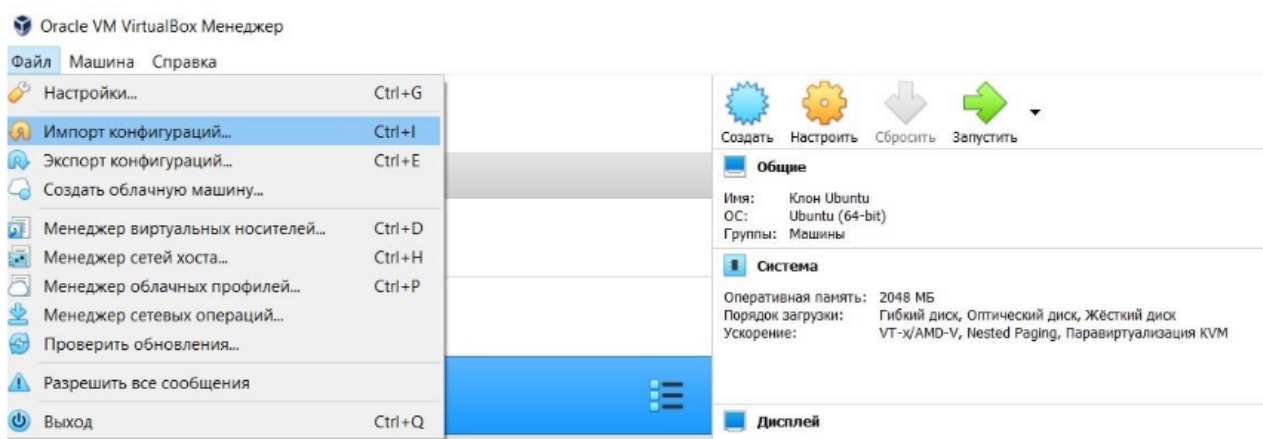 Oracle VM VirtualBox Менеджер
Файл Машина Справка
Настройки... Ctrl+G
Импорт конфигураций... Ctrl+I
Экспорт конфигураций... Ctrl+E
Создать облачную машину...
Менеджер виртуальных носителей... Ctrl+D
Менеджер сетей хоста... Ctrl+H
Менеджер облачных профилей... Ctrl+P
Менеджер сетевых операций...
Проверить обновления...
Разрешить все сообщения
Выход Ctrl+Q
Создать Настроить Сбросить Запустить
Общие
Имя: Клон Ubuntu
ОС: Ubuntu (64-bit)
Группы: Машины
Система
Оперативная память: 2048 МБ
Порядок загрузки: Гибкий диск, Оптический диск, Жёсткий диск
Ускорение: VT-x/AMD-V, Nested Paging, Паравиртуализация KVM
Дисплей